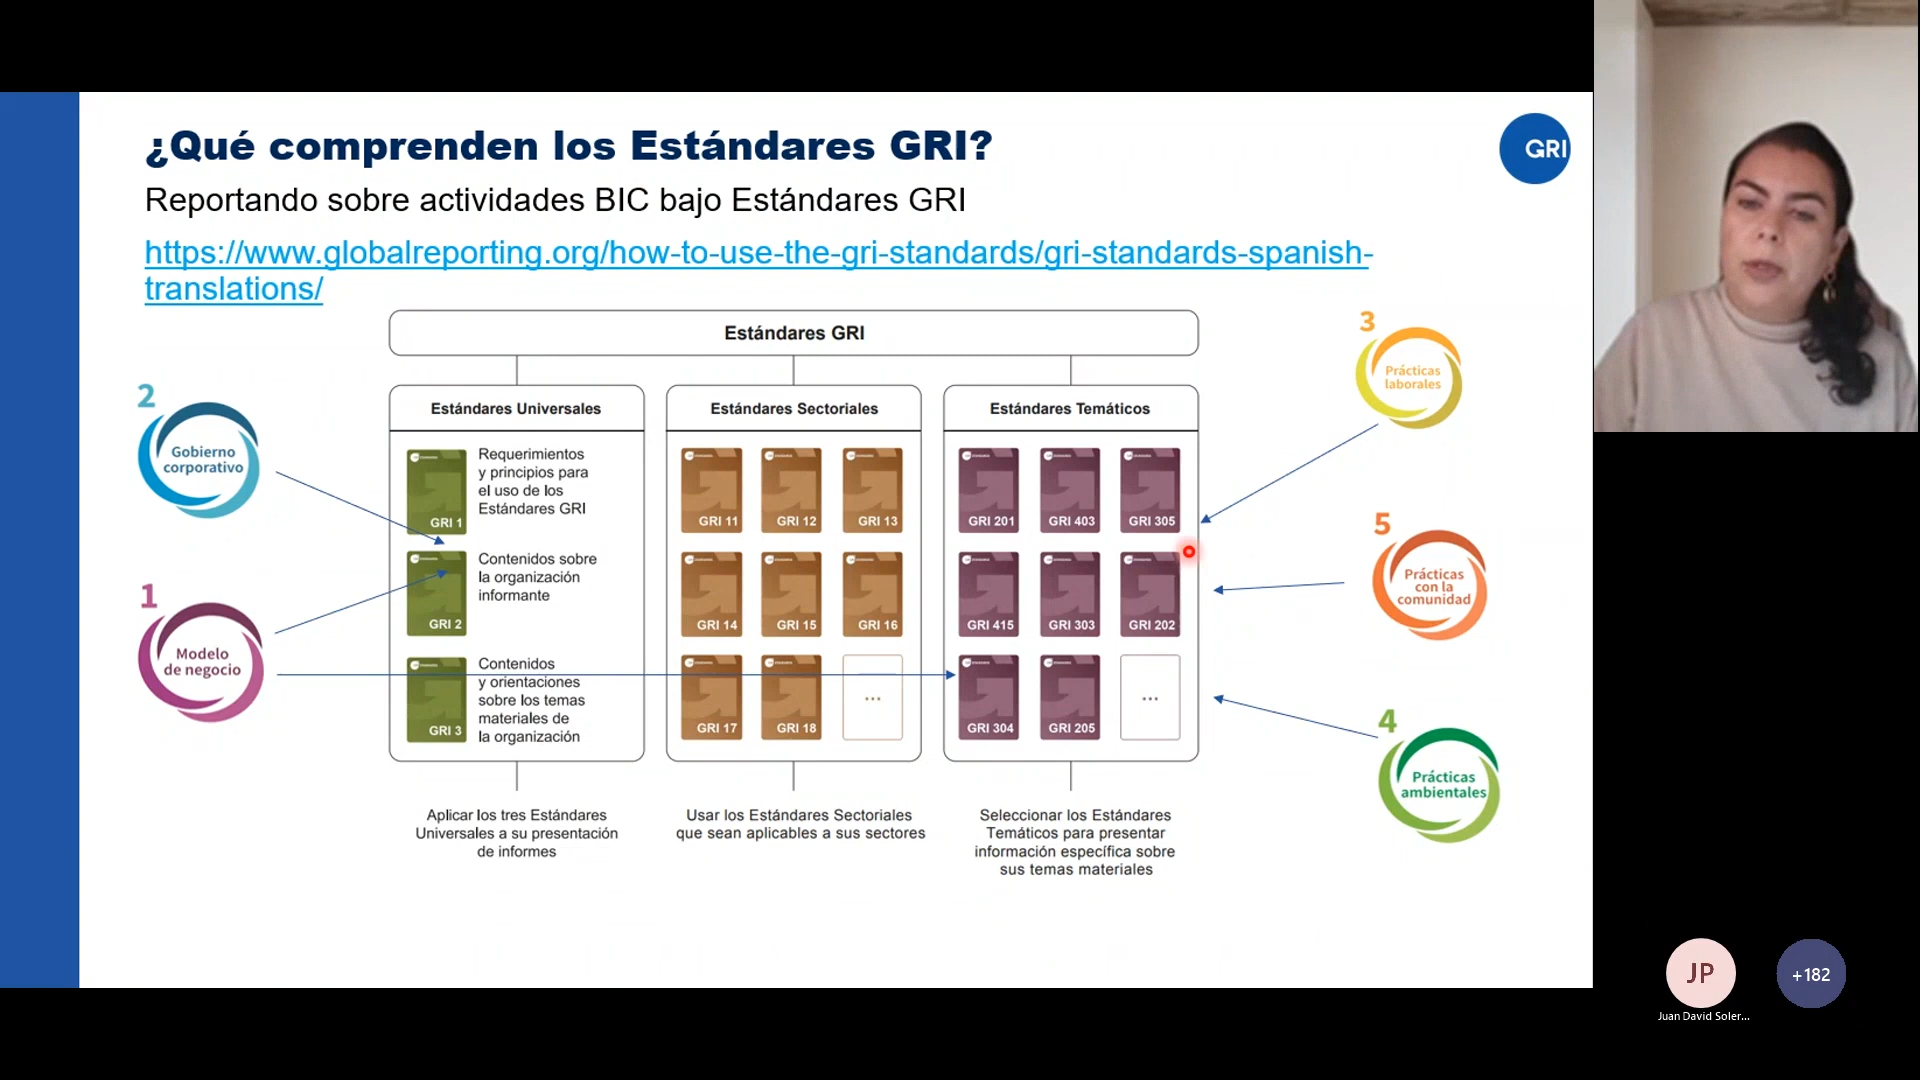 ¿Qué comprenden los Estándares GRI?
GRI
Reportando sobre actividades BIC bajo Estándares GRI
https://www.globalreporting.org/how-to-use-the-gri-standards/gri-standards-spanish-
translations/
Estándares GRI
2
Gobierno
corporativo
1
Modelo
de negocio
Estándares Universales
GRI 1
Requerimientos
y principios para
el uso de los
Estándares GRI
GRI 2
Contenidos sobre
la organización
informante
GRI 3
Contenidos
y orientaciones
sobre los temas
materiales de
la organización
Aplicar los tres Estándares
Universales a su presentación
de informes
Estándares Sectoriales
GRI 11
GRI 12
GRI 13
GRI 14
GRI 15
GRI 16
GRI 17
GRI 18
...
Usar los Estándares Sectoriales
que sean aplicables a sus sectores
Estándares Temáticos
GRI 201
GRI 403
GRI 305
GRI 415
GRI 303
GRI 202
GRI 304
GRI 205
...
Seleccionar los Estándares
Temáticos para presentar
información específica sobre
sus temas materiales
3
Prácticas
laborales
5
Prácticas
con la
comunidad
4
Prácticas
ambientales
JP
Juan David Soler...
+182